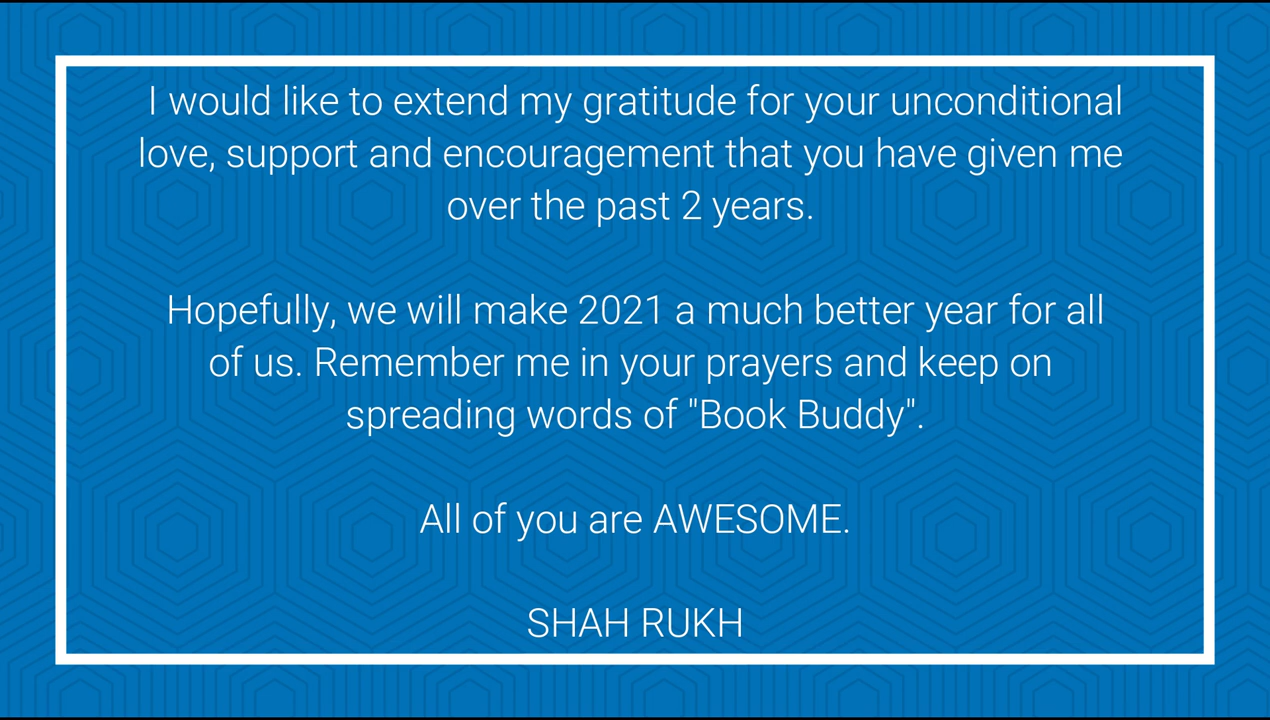 I would like to extend my gratitude for your unconditional
love, support and encouragement that you have given me
over the past 2 years.
Hopefully, we will make 2021 a much better year for all
of us. Remember me in your prayers and keep on
spreading words of "Book Buddy".
All of you are AWESOME.
SHAH RUKH